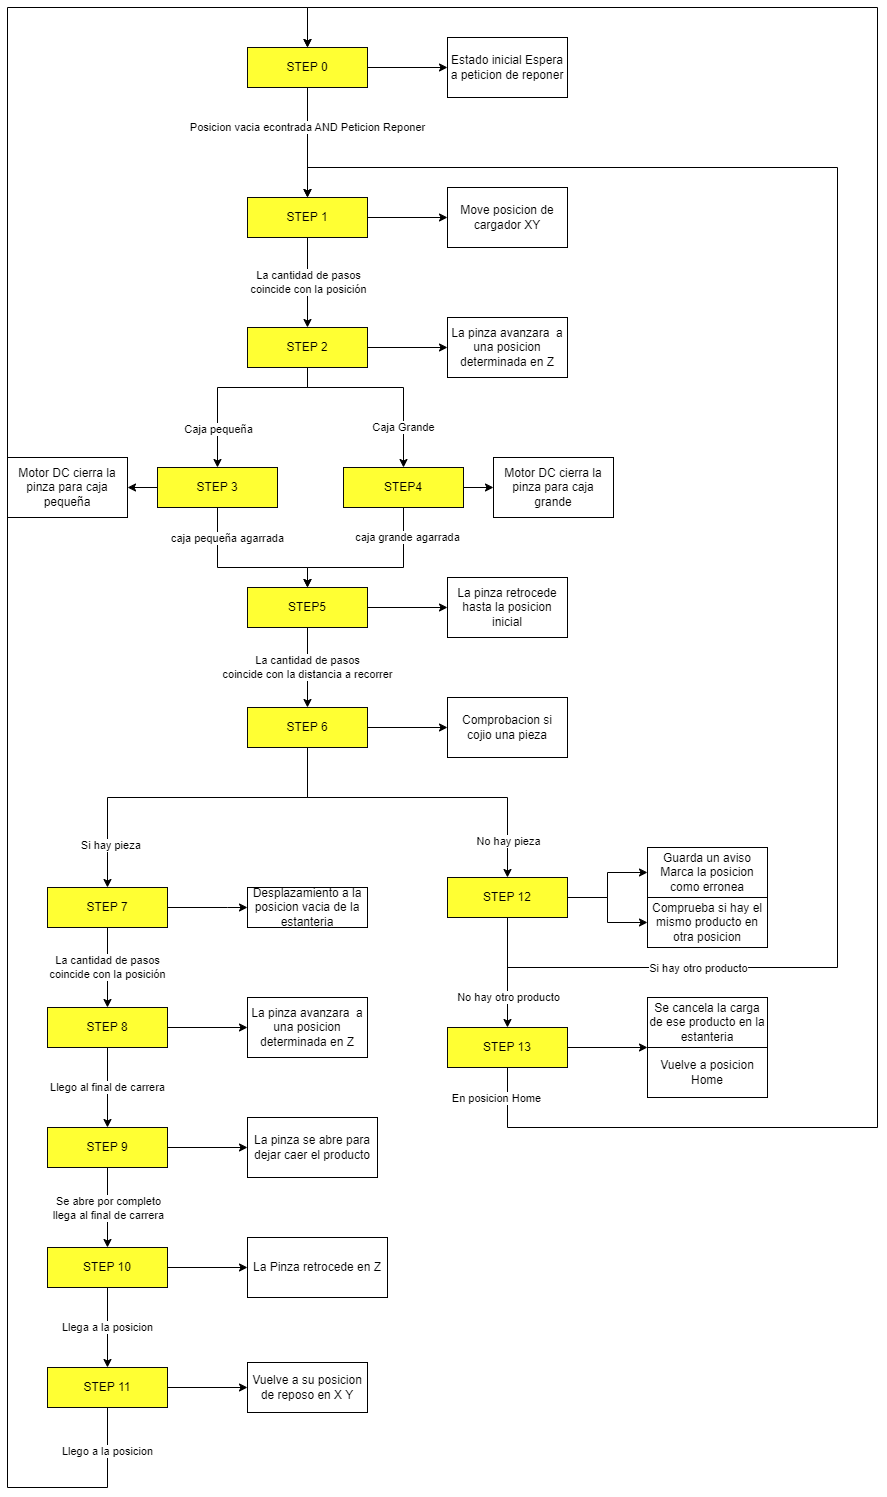 STEP 0
Estado inicial Espera
a peticion de reponer
Posicion vacia econtrada AND Peticion Reponer
STEP 1
Move posicion de
cargador XY
La cantidad de pasos
coincide con la posición
STEP 2
La pinza avanzara  a
una posicion
determinada en Z
Caja pequeña
Caja Grande
Motor DC cierra la
pinza para caja
pequeña
STEP 3
STEP4
Motor DC cierra la
pinza para caja
grande
caja pequeña agarrada
caja grande agarrada
STEP5
La pinza retrocede
hasta la posicion
inicial
La cantidad de pasos
coincide con la distancia a recorrer
STEP 6
Comprobacion si
cojio una pieza
Si hay pieza
No hay pieza
STEP 7
Desplazamiento a la
posicion vacia de la
estanteria
STEP 12
Guarda un aviso
Marca la posicion
como erronea
Comprueba si hay el
mismo producto en
otra posicion
La cantidad de pasos
coincide con la posición
Si hay otro producto
No hay otro producto
STEP 8
La pinza avanzara  a
una posicion
determinada en Z
STEP 13
Se cancela la carga
de ese producto en la
estanteria
Vuelve a posicion
Home
Llego al final de carrera
En posicion Home
STEP 9
La pinza se abre para
dejar caer el producto
Se abre por completo
llega al final de carrera
STEP 10
La Pinza retrocede en Z
Llega a la posicion
STEP 11
Vuelve a su posicion
de reposo en X Y
Llego a la posicion